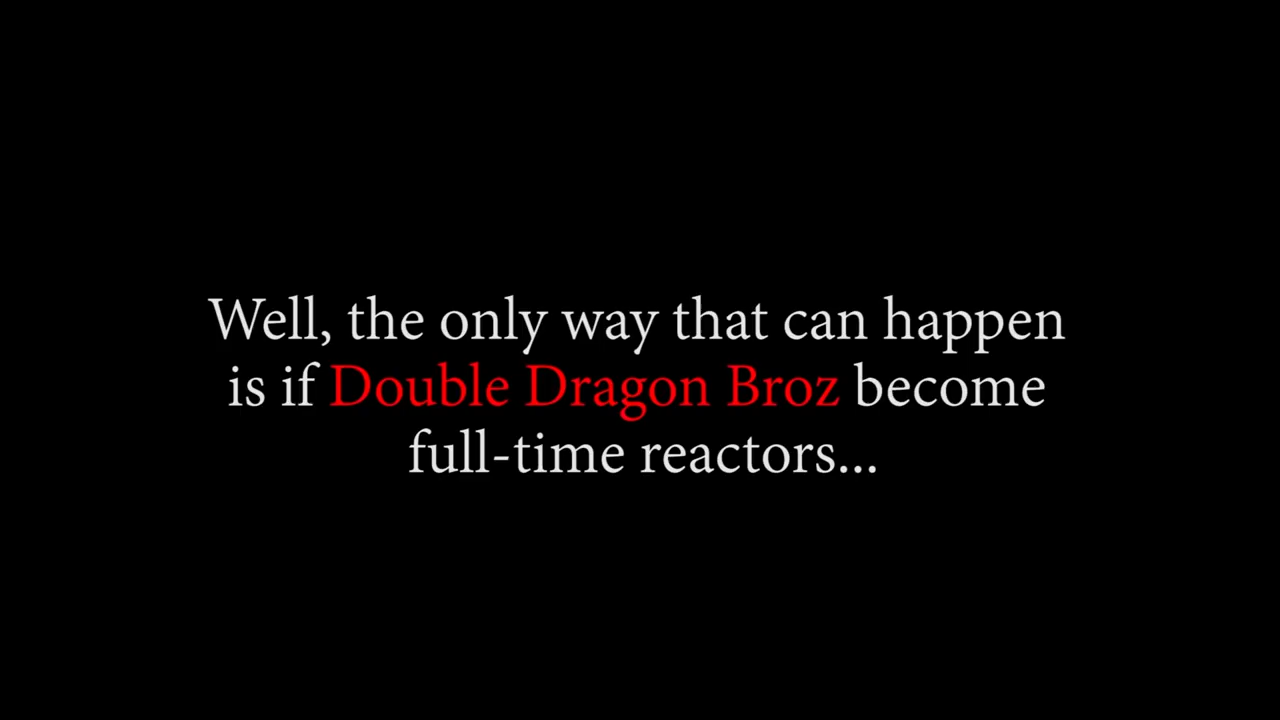 Well, the only way that can happen
is if Double Dragon Broz become
full-time reactors...